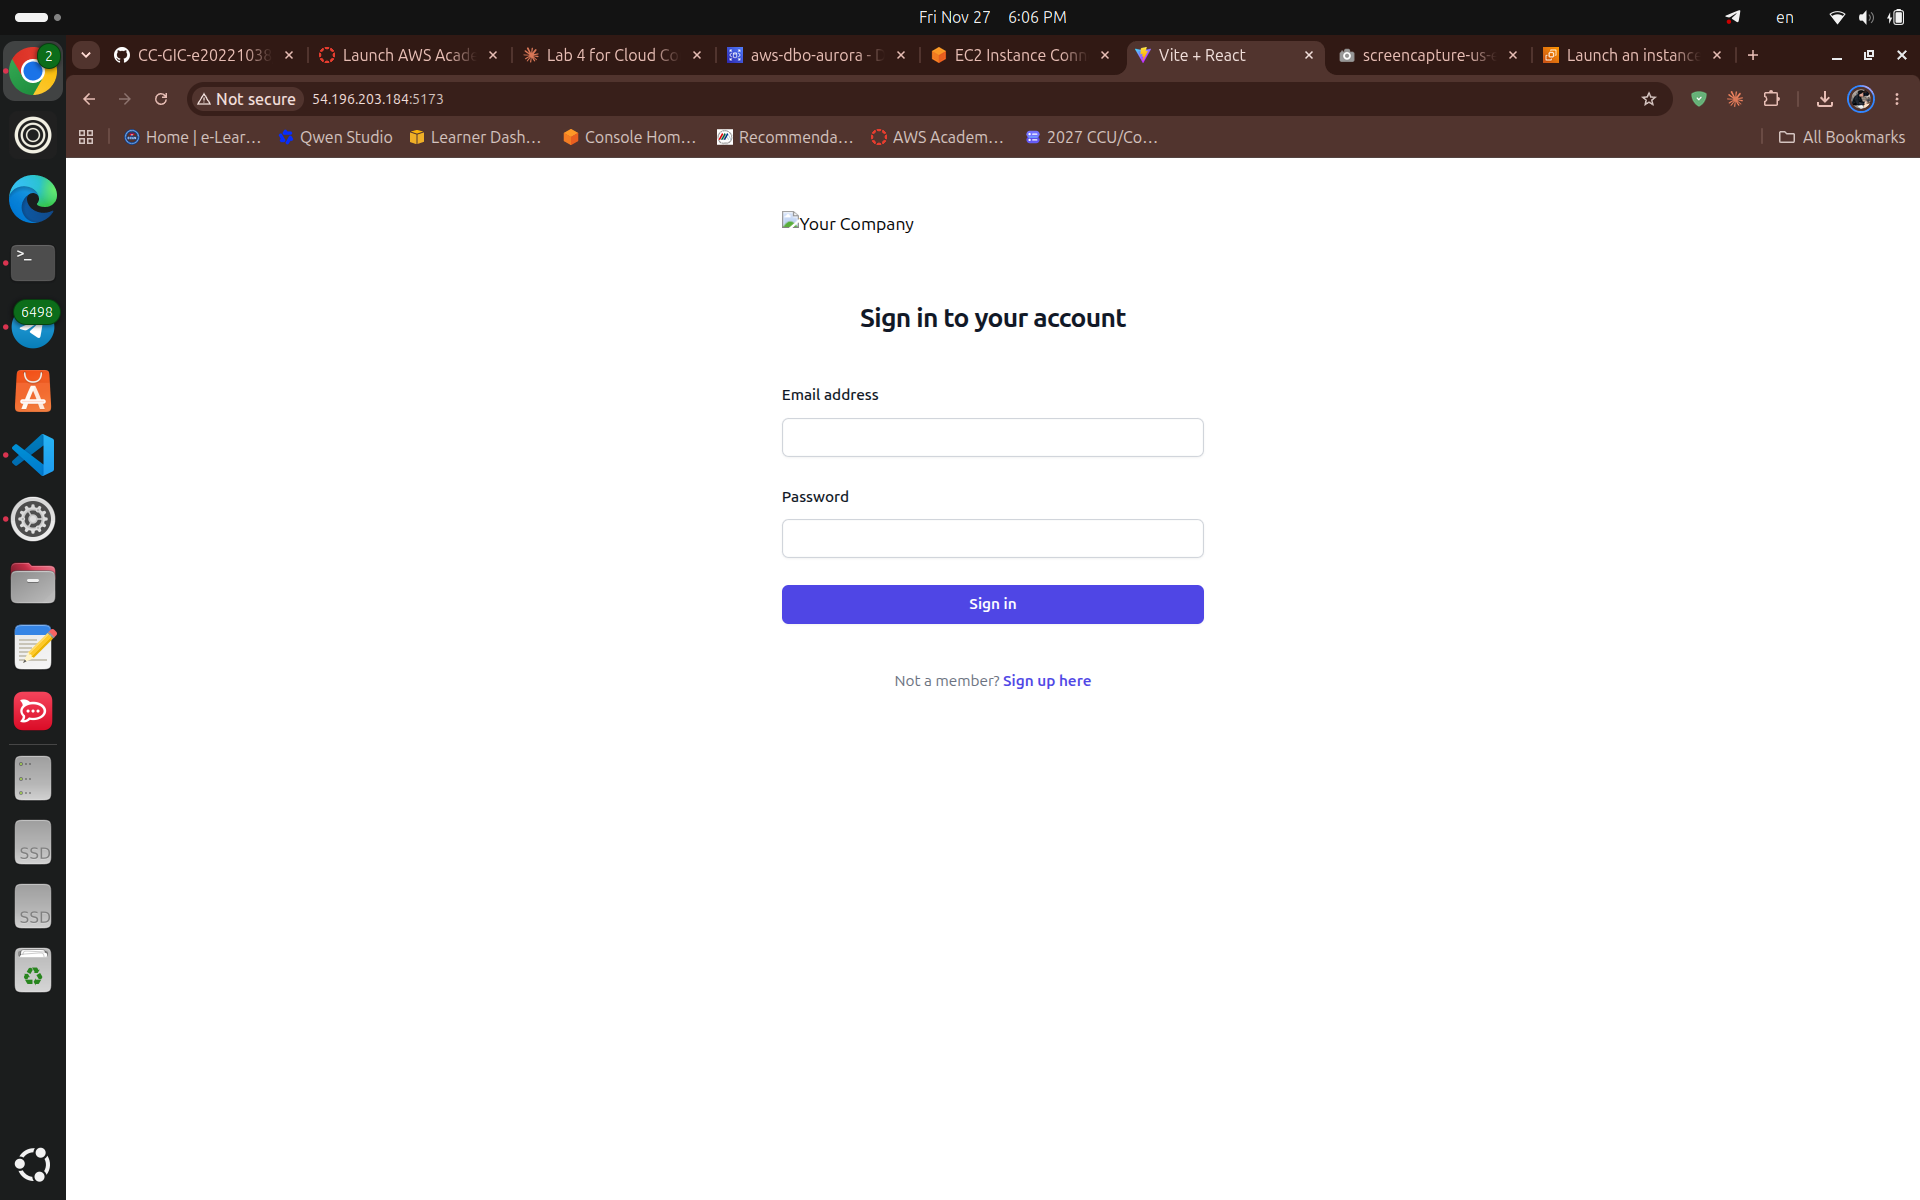 Fri Nov 27 6:06 PM
en
2
CC-GIC-e20221038
Launch AWS Acade
Lab 4 for Cloud Co
aws-dbo-aurora - D
EC2 Instance Conn
Vite + React
screencapture-us-e
Launch an instance
Not secure
54.196.203.184:5173
Home | e-Lear...
Qwen Studio
Learner Dash...
Console Hom...
Recommenda...
AWS Academ...
2027 CCU/Co...
All Bookmarks
>_
6498
SSD
SSD
Your Company
Sign in to your account
Email address
Password
Sign in
Not a member? Sign up here